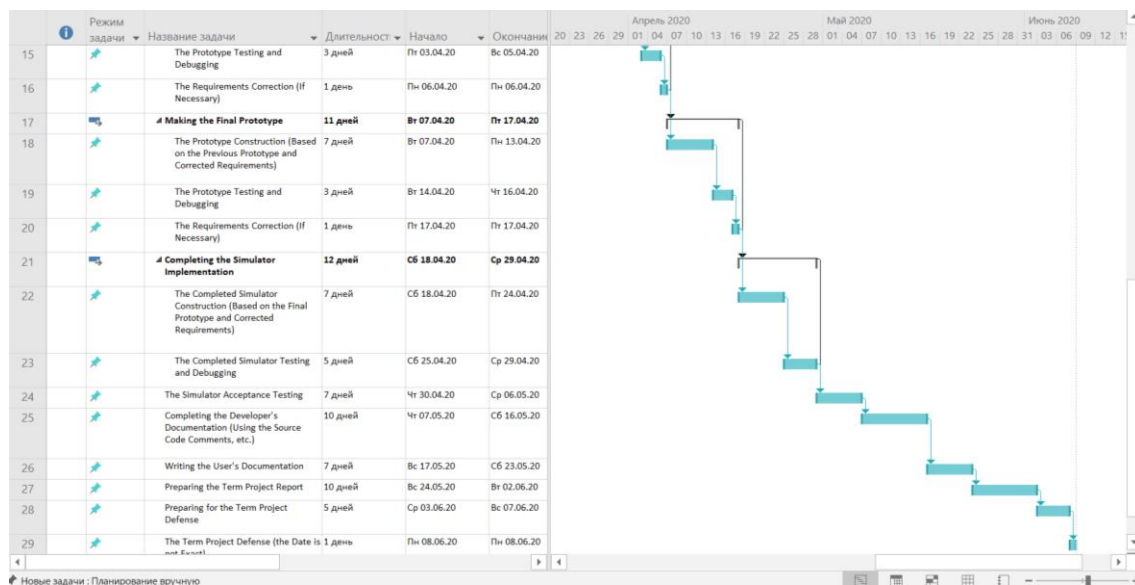 Режим задачи Название задачи Длительност Начало Окончани
Апрель 2020 Май 2020 Июнь 2020
20 23 26 29 01 04 07 10 13 16 19 22 25 28 01 04 07 10 13 16 19 22 25 28 31 03 06 09 12
15 The Prototype Testing and 3 дней Пт 03.04.20 Вс 05.04.20
Debugging
16 The Requirements Correction (If 1 день Пн 06.04.20 Пн 06.04.20
Necessary)
17 Making the Final Prototype 11 дней Вт 07.04.20 Пт 17.04.20
18 The Prototype Construction (Based 7 дней Вт 07.04.20 Пн 13.04.20
on the Previous Prototype and
Corrected Requirements)
19 The Prototype Testing and 3 дней Вт 14.04.20 Чт 16.04.20
Debugging
20 The Requirements Correction (If 1 день Пт 17.04.20 Пт 17.04.20
Necessary)
21 Completing the Simulator 12 дней Сб 18.04.20 Ср 29.04.20
Implementation
22 The Completed Simulator 7 дней Сб 18.04.20 Пт 24.04.20
Construction (Based on the Final
Prototype and Corrected
Requirements)
23 The Completed Simulator Testing 5 дней Сб 25.04.20 Ср 29.04.20
and Debugging
24 The Simulator Acceptance Testing 7 дней Чт 30.04.20 Ср 06.05.20
25 Completing the Developer's 10 дней Чт 07.05.20 Сб 16.05.20
Documentation (Using the Source
Code Comments, etc.)
26 Writing the User's Documentation 7 дней Вс 17.05.20 Сб 23.05.20
27 Preparing the Term Project Report 10 дней Вс 24.05.20 Вт 02.06.20
28 Preparing for the Term Project 5 дней Ср 03.06.20 Вс 07.06.20
Defense
29 The Term Project Defense (the Date is 1 день Пн 08.06.20 Пн 08.06.20
not Exact)
Новые задачи : Планирование вручную